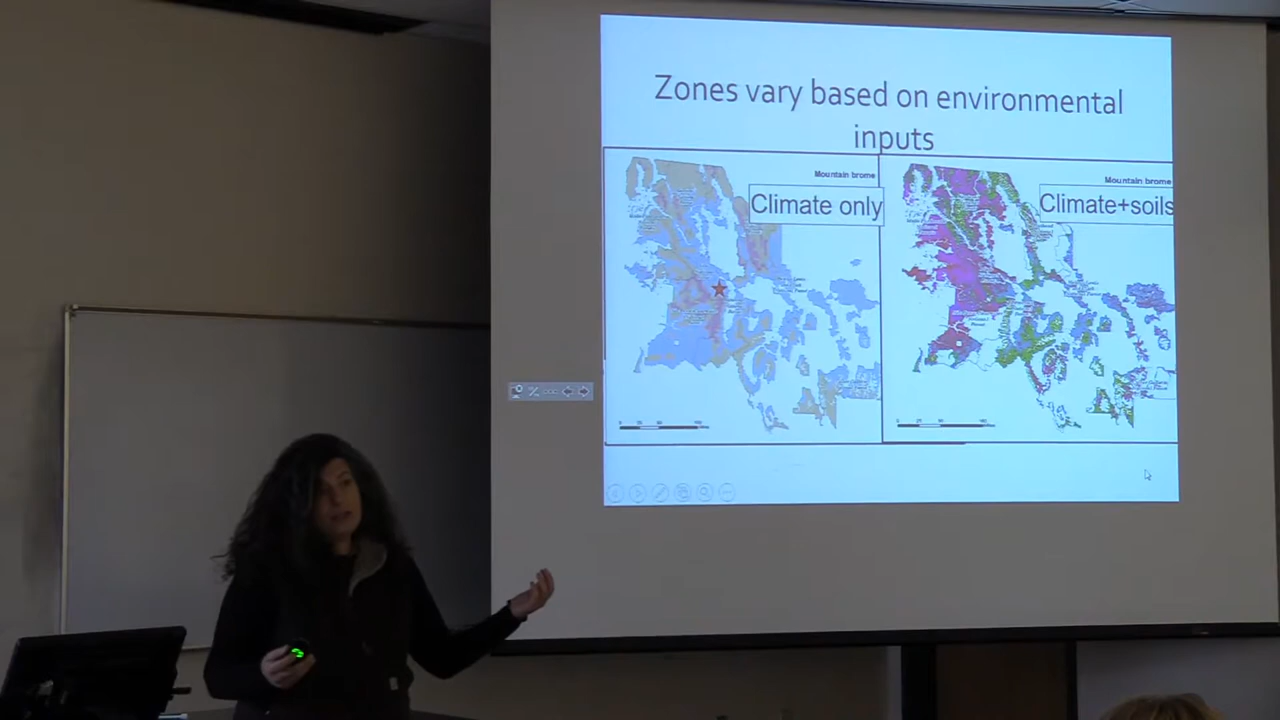 Zones vary based on environmental
inputs
Mountain brome
Climate only
Mountain brome
Climate+soils